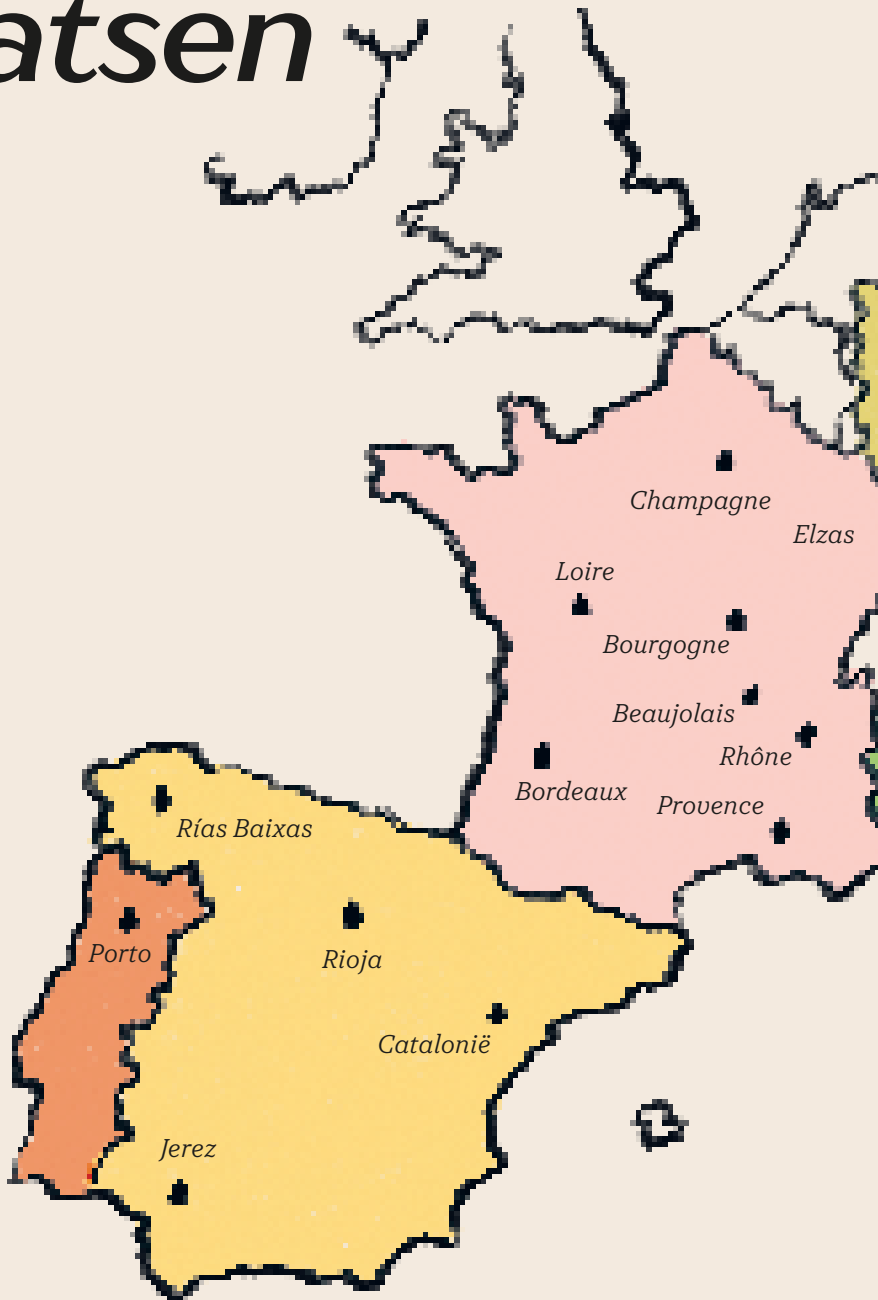 atsen
Champagne
Elzas
Loire
Bourgogne
Beaujolais
Rhône
Bordeaux
Provence
Rías Baixas
Porto
Rioja
Catalonië
Jerez